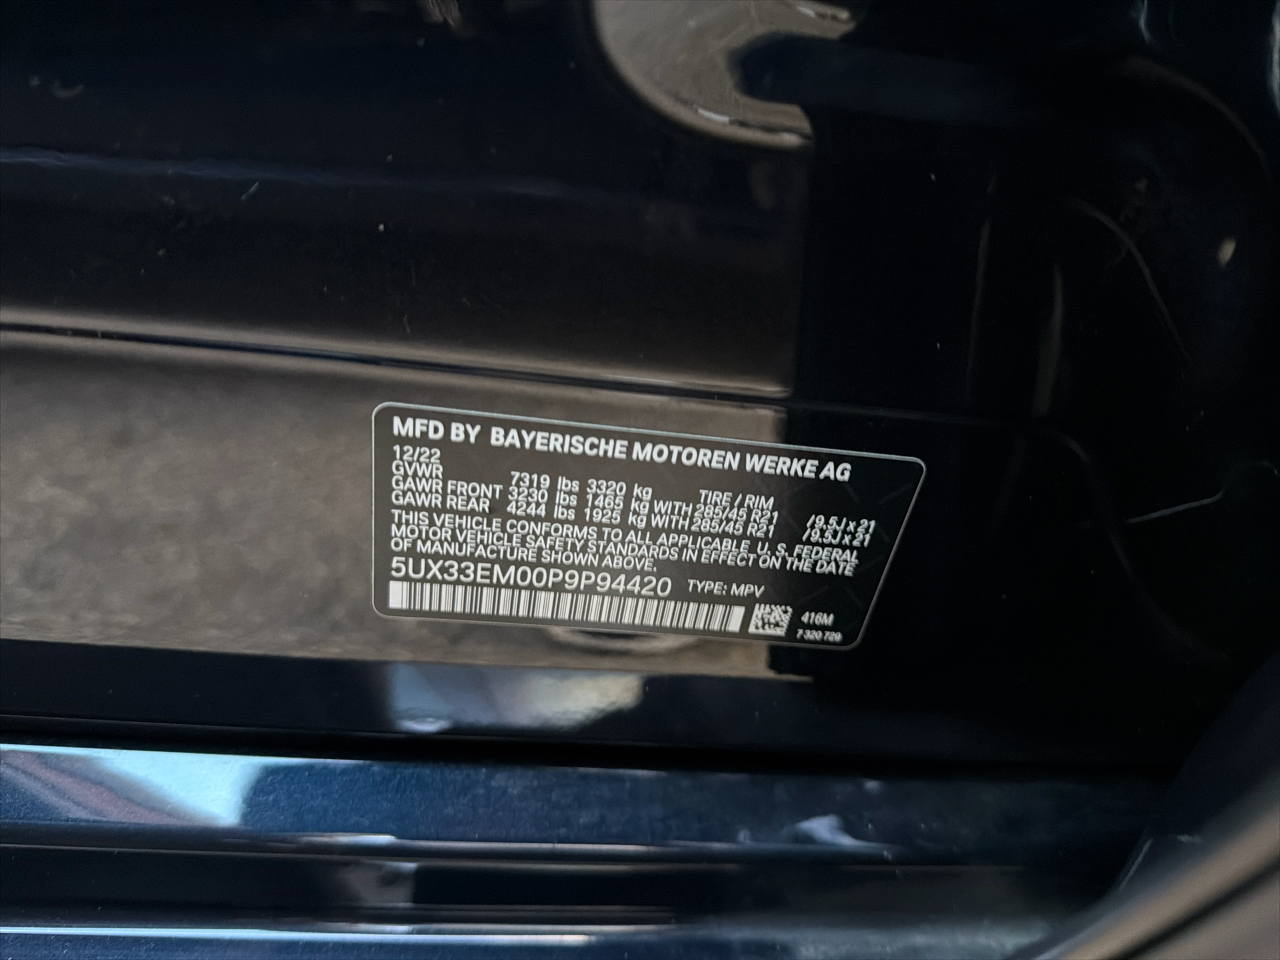 MFD BY BAYERISCHE MOTOREN WERKE AG
12/22
GVWR 7319 lbs 3320 kg TIRE / RIM
GAWR FRONT 3230 lbs 1465 kg WITH 285/45 R21 /9.5J x 21
GAWR REAR 4244 lbs 1925 kg WITH 285/45 R21 /9.5J x 21
THIS VEHICLE CONFORMS TO ALL APPLICABLE U. S. FEDERAL
MOTOR VEHICLE SAFETY STANDARDS IN EFFECT ON THE DATE
OF MANUFACTURE SHOWN ABOVE.
5UX33EM00P9P94420 TYPE: MPV
416M
7 320 729